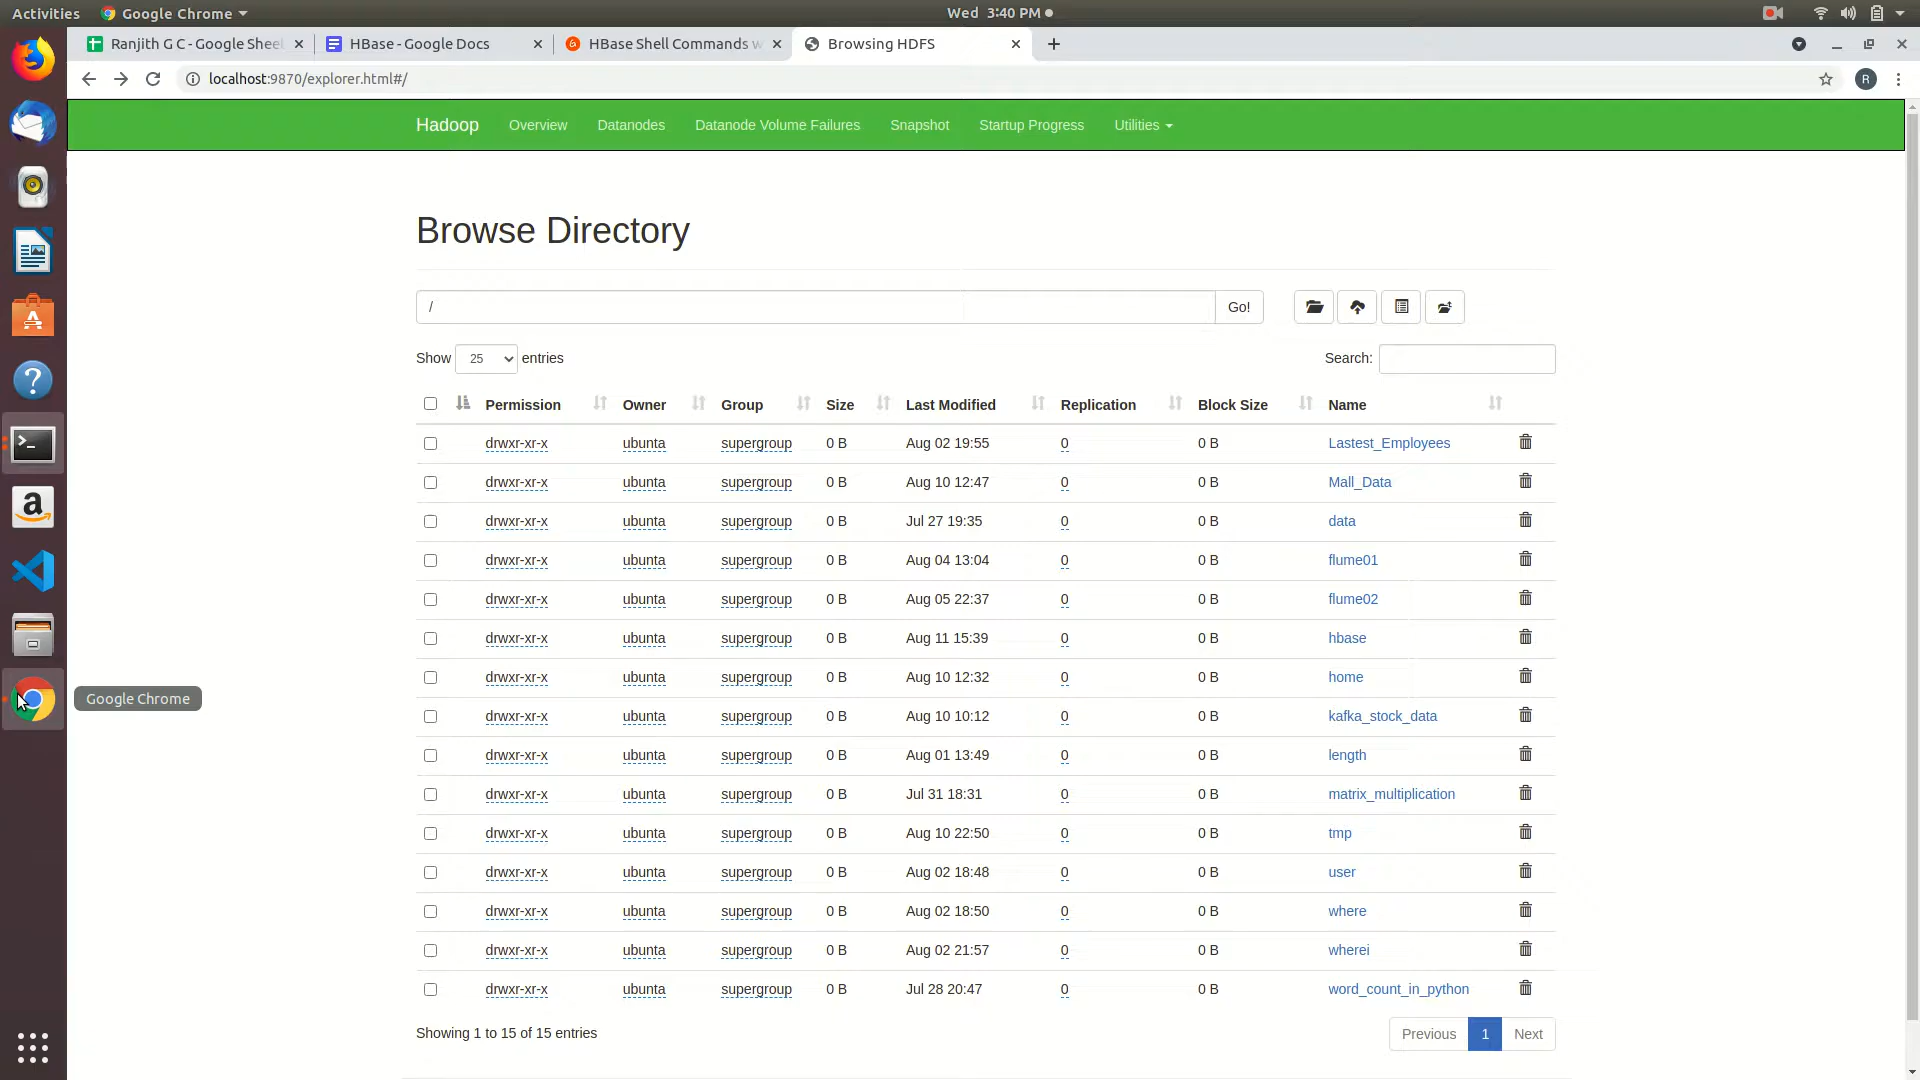 Activities Google Chrome Wed 3:40 PM
Ranjith G C - Google Shee HBase - Google Docs HBase Shell Commands w Browsing HDFS
localhost:9870/explorer.html#/ R
Hadoop Overview Datanodes Datanode Volume Failures Snapshot Startup Progress Utilities
Browse Directory
/ Go!
Show 25 entries Search:
Permission Owner Group Size Last Modified Replication Block Size Name
drwxr-xr-x ubunta supergroup 0 B Aug 02 19:55 0 0 B Lastest_Employees
drwxr-xr-x ubunta supergroup 0 B Aug 10 12:47 0 0 B Mall_Data
drwxr-xr-x ubunta supergroup 0 B Jul 27 19:35 0 0 B data
drwxr-xr-x ubunta supergroup 0 B Aug 04 13:04 0 0 B flume01
drwxr-xr-x ubunta supergroup 0 B Aug 05 22:37 0 0 B flume02
drwxr-xr-x ubunta supergroup 0 B Aug 11 15:39 0 0 B hbase
drwxr-xr-x ubunta supergroup 0 B Aug 10 12:32 0 0 B home
drwxr-xr-x ubunta supergroup 0 B Aug 10 10:12 0 0 B kafka_stock_data
Google Chrome
drwxr-xr-x ubunta supergroup 0 B Aug 01 13:49 0 0 B length
drwxr-xr-x ubunta supergroup 0 B Jul 31 18:31 0 0 B matrix_multiplication
drwxr-xr-x ubunta supergroup 0 B Aug 10 22:50 0 0 B tmp
drwxr-xr-x ubunta supergroup 0 B Aug 02 18:48 0 0 B user
drwxr-xr-x ubunta supergroup 0 B Aug 02 18:50 0 0 B where
drwxr-xr-x ubunta supergroup 0 B Aug 02 21:57 0 0 B wherei
drwxr-xr-x ubunta supergroup 0 B Jul 28 20:47 0 0 B word_count_in_python
Showing 1 to 15 of 15 entries Previous 1 Next